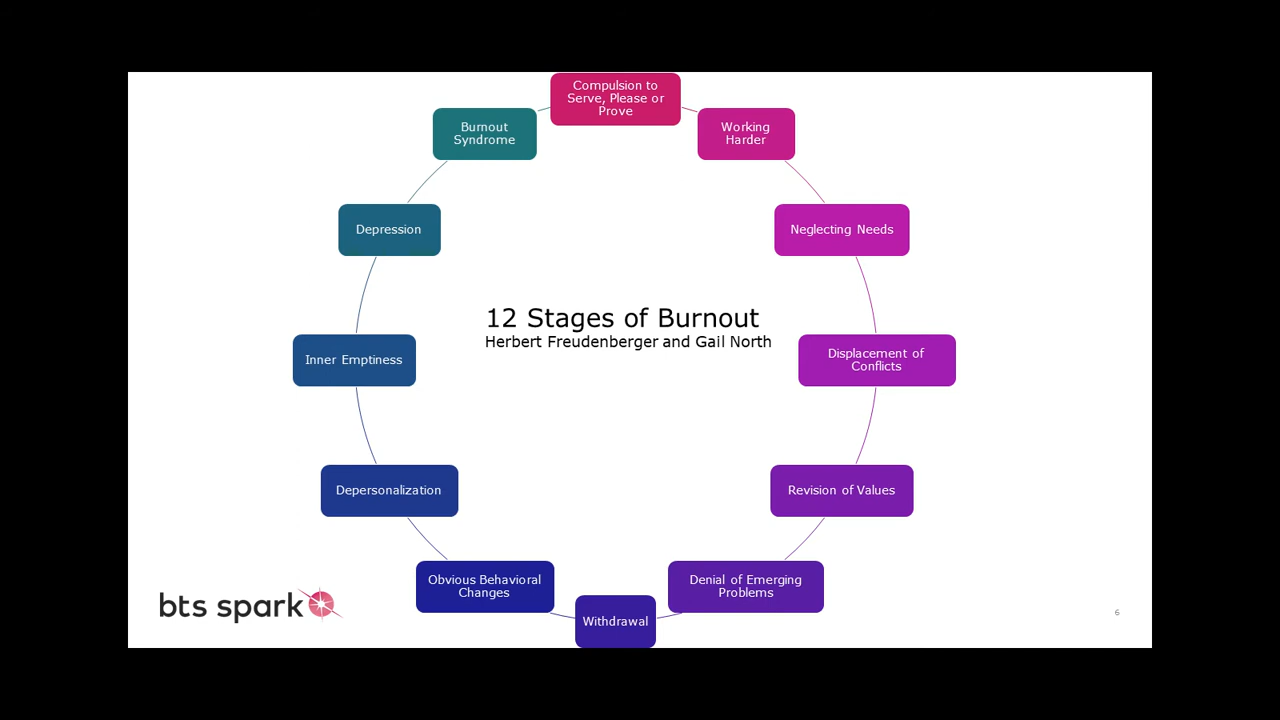 Compulsion to
Serve, Please or
Prove
Working
Harder
Neglecting Needs
Displacement of
Conflicts
Revision of Values
Denial of Emerging
Problems
Withdrawal
Obvious Behavioral
Changes
Depersonalization
Inner Emptiness
Depression
Burnout
Syndrome
12 Stages of Burnout
Herbert Freudenberger and Gail North
bts spark
6